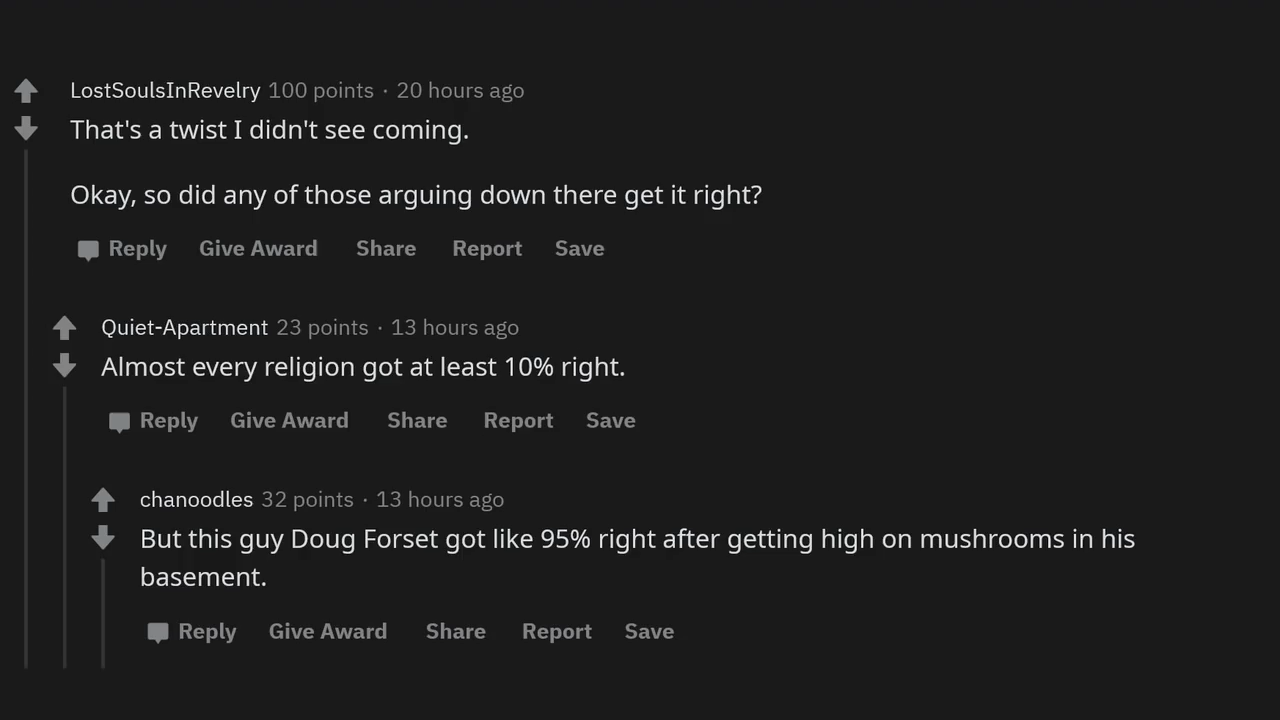 LostSoulsInRevelry 100 points · 20 hours ago
That's a twist I didn't see coming.
Okay, so did any of those arguing down there get it right?
Reply Give Award Share Report Save
Quiet-Apartment 23 points · 13 hours ago
Almost every religion got at least 10% right.
Reply Give Award Share Report Save
chanoodles 32 points · 13 hours ago
But this guy Doug Forset got like 95% right after getting high on mushrooms in his
basement.
Reply Give Award Share Report Save